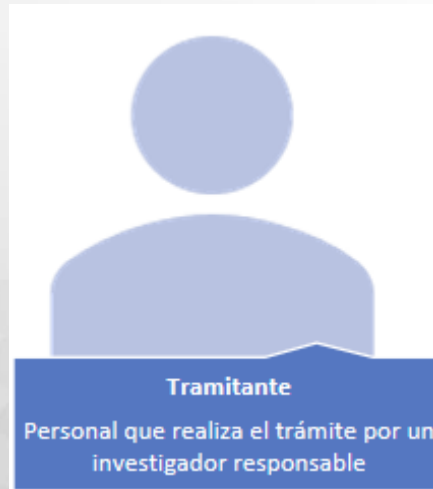 Tramitante
Personal que realiza el trámite por un
investigador responsable